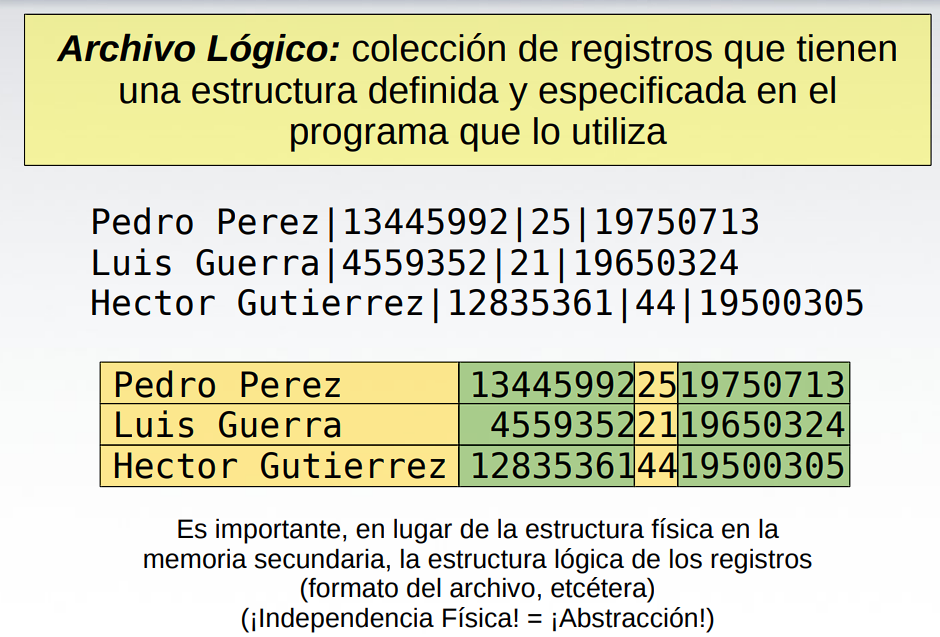 Archivo Lógico: colección de registros que tienen
una estructura definida y especificada en el
programa que lo utiliza
Pedro Perez|13445992|25|19750713
Luis Guerra|4559352|21|19650324
Hector Gutierrez|12835361|44|19500305
Pedro Perez 13445992 25 19750713
Luis Guerra 4559352 21 19650324
Hector Gutierrez 12835361 44 19500305
Es importante, en lugar de la estructura física en la
memoria secundaria, la estructura lógica de los registros
(formato del archivo, etcétera)
(¡Independencia Física! = ¡Abstracción!)